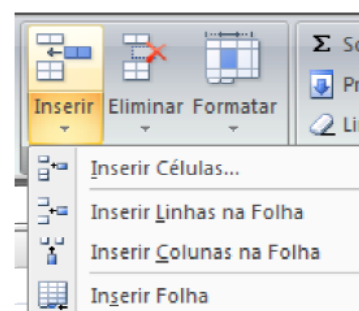 Inserir Eliminar Formatar
Σ
Inserir Células...
Inserir Linhas na Folha
Inserir Colunas na Folha
Inserir Folha